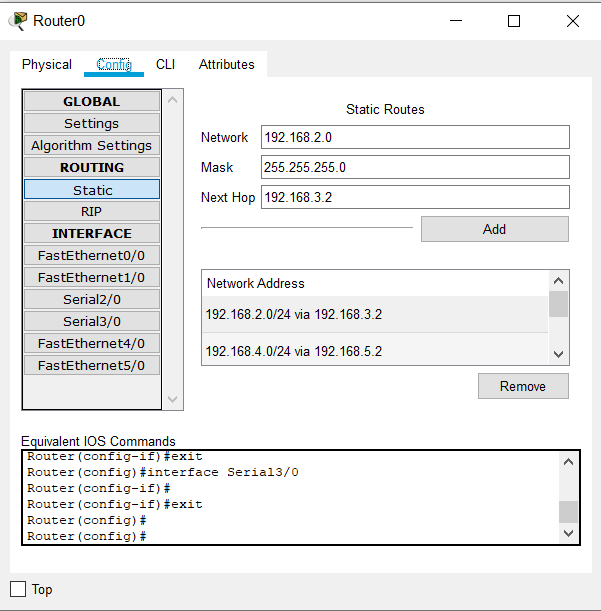 Router0
Physical Config CLI Attributes
GLOBAL
Settings
Algorithm Settings
ROUTING
Static
RIP
INTERFACE
FastEthernet0/0
FastEthernet1/0
Serial2/0
Serial3/0
FastEthernet4/0
FastEthernet5/0
Static Routes
Network 192.168.2.0
Mask 255.255.255.0
Next Hop 192.168.3.2
Add
Network Address
192.168.2.0/24 via 192.168.3.2
192.168.4.0/24 via 192.168.5.2
Remove
Equivalent IOS Commands
Router(config-if)#exit
Router(config)#interface Serial3/0
Router(config-if)#
Router(config-if)#exit
Router(config)#
Router(config)#
Top